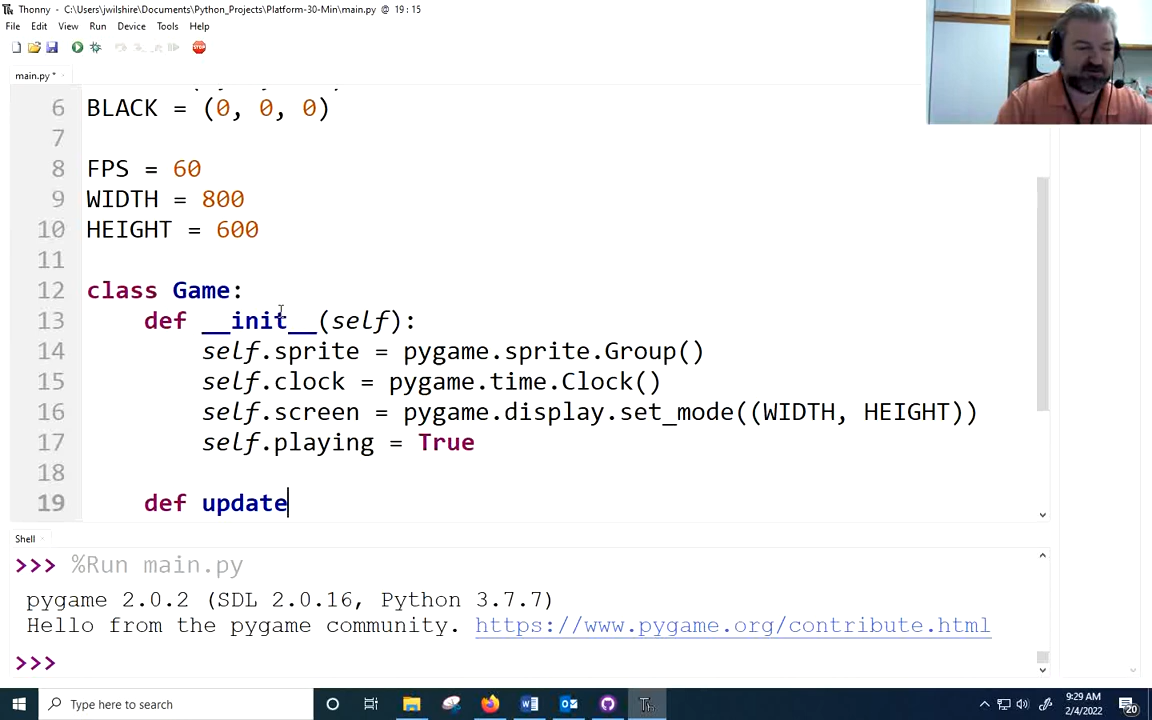 Thonny - C:\Users\jwilshire\Documents\Python_Projects\Platform-30-Min\main.py @ 19 : 15
File Edit View Run Device Tools Help
STOP
main.py *
6 BLACK = (0, 0, 0)
7
8 FPS = 60
9 WIDTH = 800
10 HEIGHT = 600
11
12 class Game:
13 def __init__(self):
14 self.sprite = pygame.sprite.Group()
15 self.clock = pygame.time.Clock()
16 self.screen = pygame.display.set_mode((WIDTH, HEIGHT))
17 self.playing = True
18
19 def update
Shell
>>> %Run main.py
pygame 2.0.2 (SDL 2.0.16, Python 3.7.7)
Hello from the pygame community. https://www.pygame.org/contribute.html
>>>
Type here to search
9:29 AM
2/4/2022
20